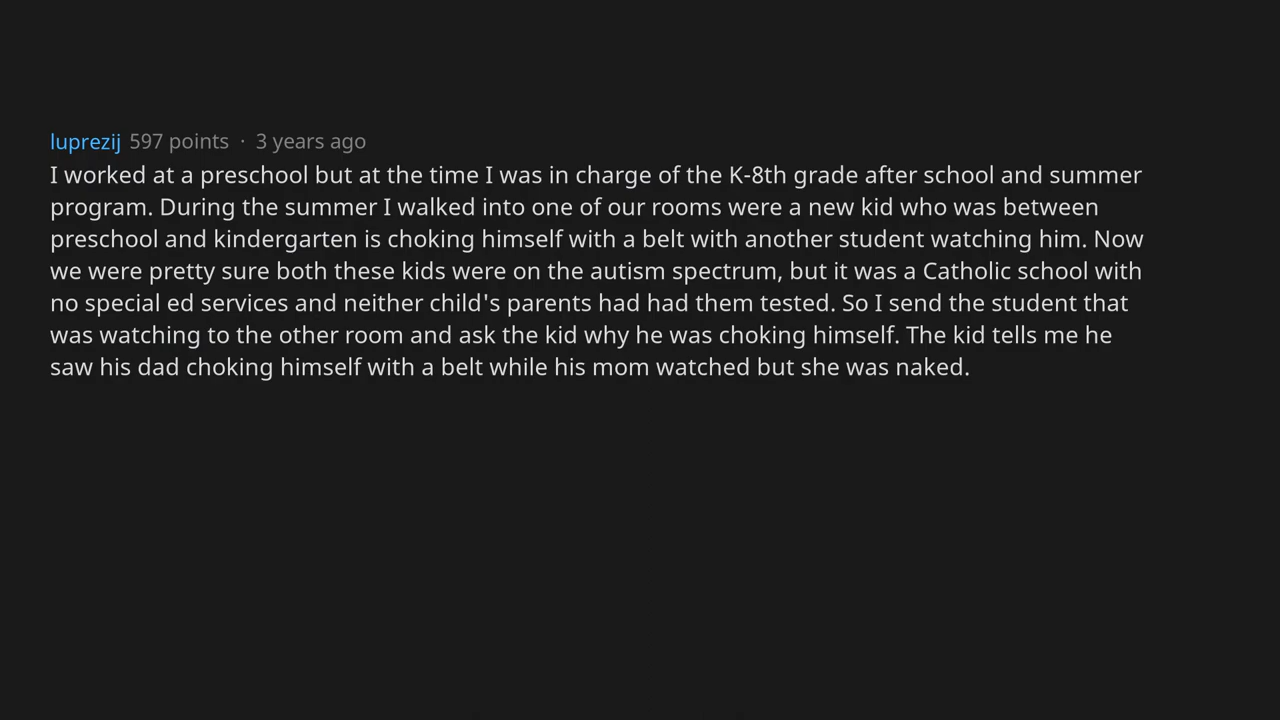 luprezij 597 points · 3 years ago
I worked at a preschool but at the time I was in charge of the K-8th grade after school and summer
program. During the summer I walked into one of our rooms were a new kid who was between
preschool and kindergarten is choking himself with a belt with another student watching him. Now
we were pretty sure both these kids were on the autism spectrum, but it was a Catholic school with
no special ed services and neither child's parents had had them tested. So I send the student that
was watching to the other room and ask the kid why he was choking himself. The kid tells me he
saw his dad choking himself with a belt while his mom watched but she was naked.